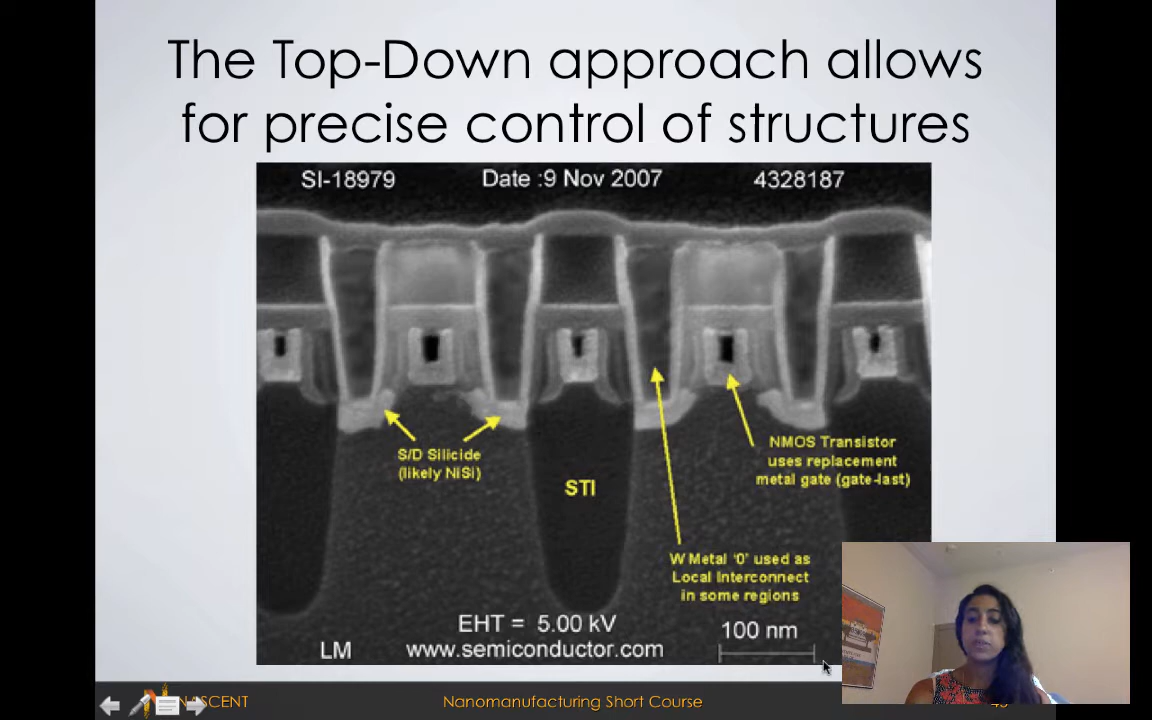 The Top-Down approach allows
for precise control of structures
SI-18979 Date :9 Nov 2007 4328187
S/D Silicide
(likely NiSi)
STI
NMOS Transistor
uses replacement
metal gate (gate-last)
W Metal '0' used as
Local Interconnect
in some regions
EHT = 5.00 kV
100 nm
LM www.semiconductor.com
Nanomanufacturing Short Course